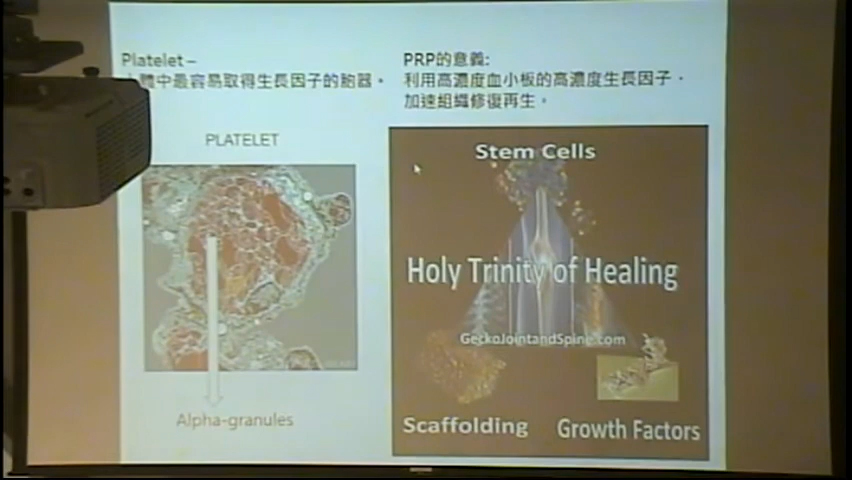 Platelet –
體中最容易取得生長因子的胞器。
PLATELET
Alpha-granules
PRP的意義:
利用高濃度血小板的高濃度生長因子，
加速組織修復再生。
Stem Cells
Holy Trinity of Healing
GeckoJointandSpine.com
Scaffolding
Growth Factors